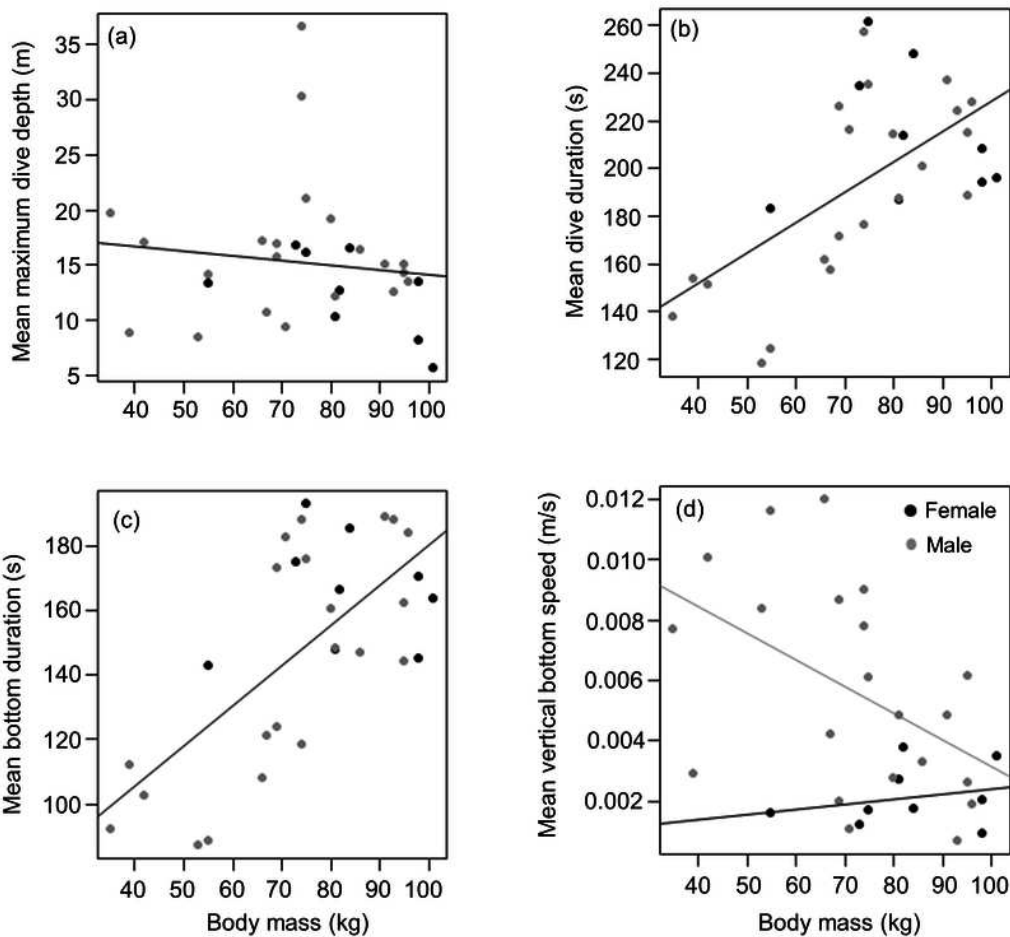 (a)
Mean maximum dive depth (m)
35
30
25
20
15
10
5
40 50 60 70 80 90 100
(b)
Mean dive duration (s)
260
240
220
200
180
160
140
120
40 50 60 70 80 90 100
(c)
Mean bottom duration (s)
180
160
140
120
100
40 50 60 70 80 90 100
Body mass (kg)
(d)
Female
Male
Mean vertical bottom speed (m/s)
0.012
0.010
0.008
0.006
0.004
0.002
40 50 60 70 80 90 100
Body mass (kg)